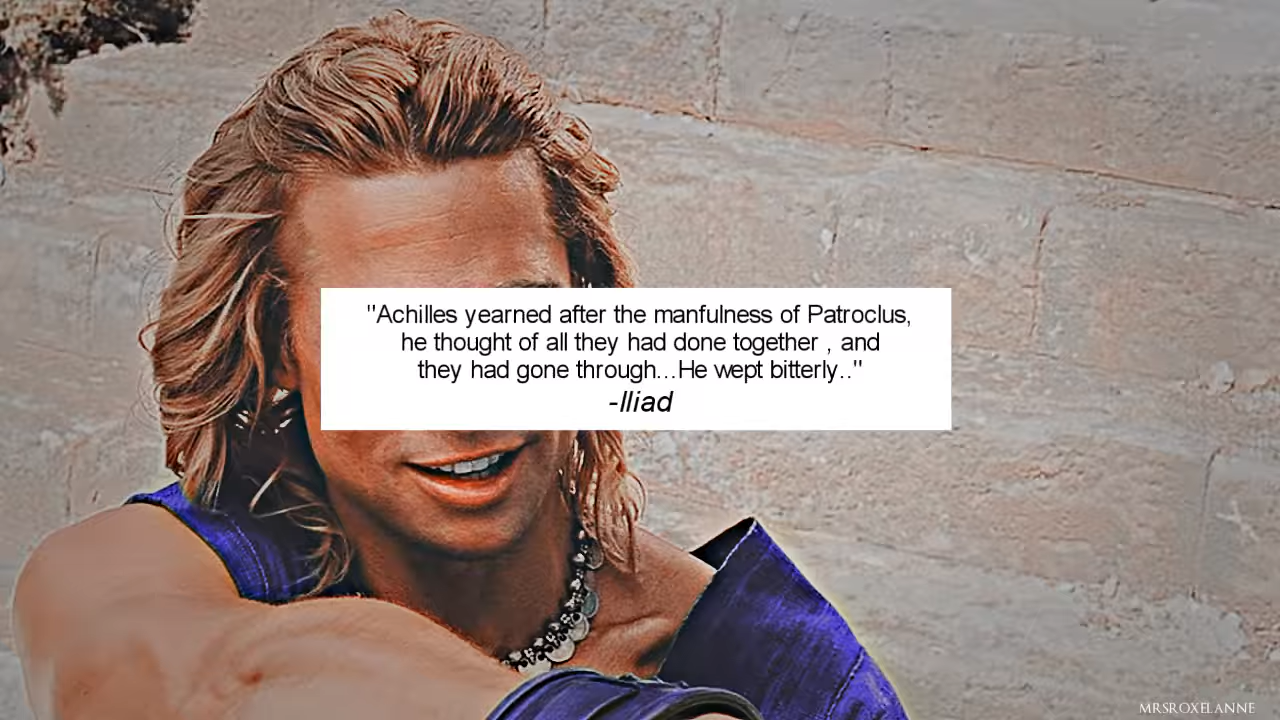 "Achilles yearned after the manfulness of Patroclus,
he thought of all they had done together , and
they had gone through...He wept bitterly.."
-Iliad
MRSROXELANNE